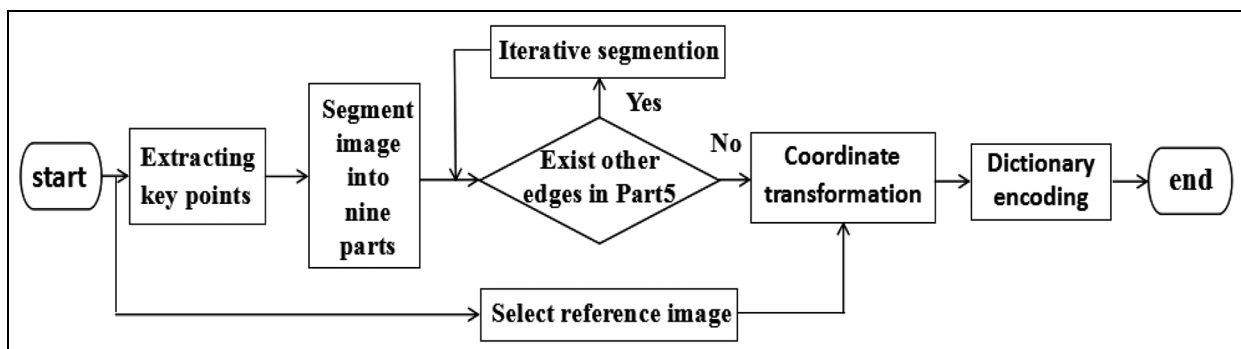 start
Extracting
key points
Segment
image
into
nine
parts
Iterative segmention
Yes
Exist other
edges in Part5
No
Coordinate
transformation
Dictionary
encoding
end
Select reference image